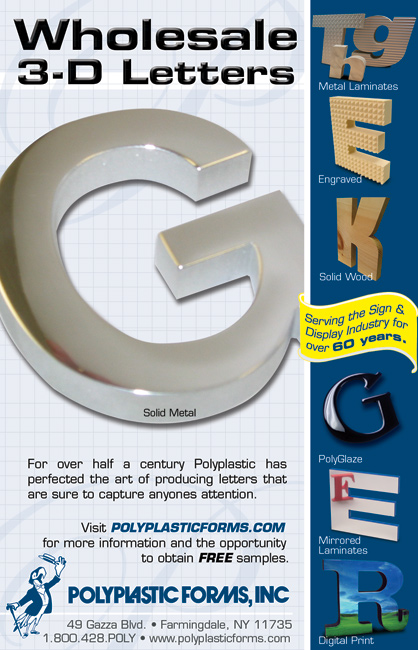 Wholesale
3-D Letters
Metal Laminates
Engraved
Solid Wood
Serving the Sign &
Display Industry for
over 60 years.
Solid Metal
PolyGlaze
Mirrored
Laminates
Digital Print
For over half a century Polyplastic has
perfected the art of producing letters that
are sure to capture anyones attention.
Visit POLYPLASTICFORMS.COM
for more information and the opportunity
to obtain FREE samples.
POLYPLASTIC FORMS, INC
49 Gazza Blvd. • Farmingdale, NY 11735
1.800.428.POLY • www.polyplasticforms.com
T h g
E
K
G
G
F E
R